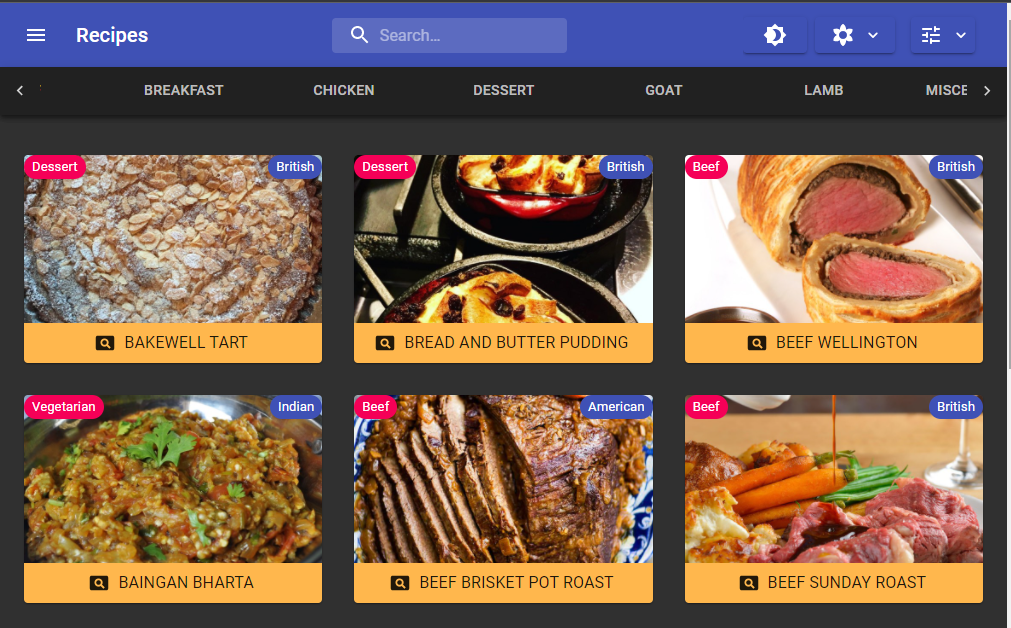 Recipes
Search...
BREAKFAST CHICKEN DESSERT GOAT LAMB MISCE
Dessert British
Dessert British
Beef British
BAKEWELL TART
BREAD AND BUTTER PUDDING
BEEF WELLINGTON
Vegetarian Indian
Beef American
Beef British
BAINGAN BHARTA
BEEF BRISKET POT ROAST
BEEF SUNDAY ROAST